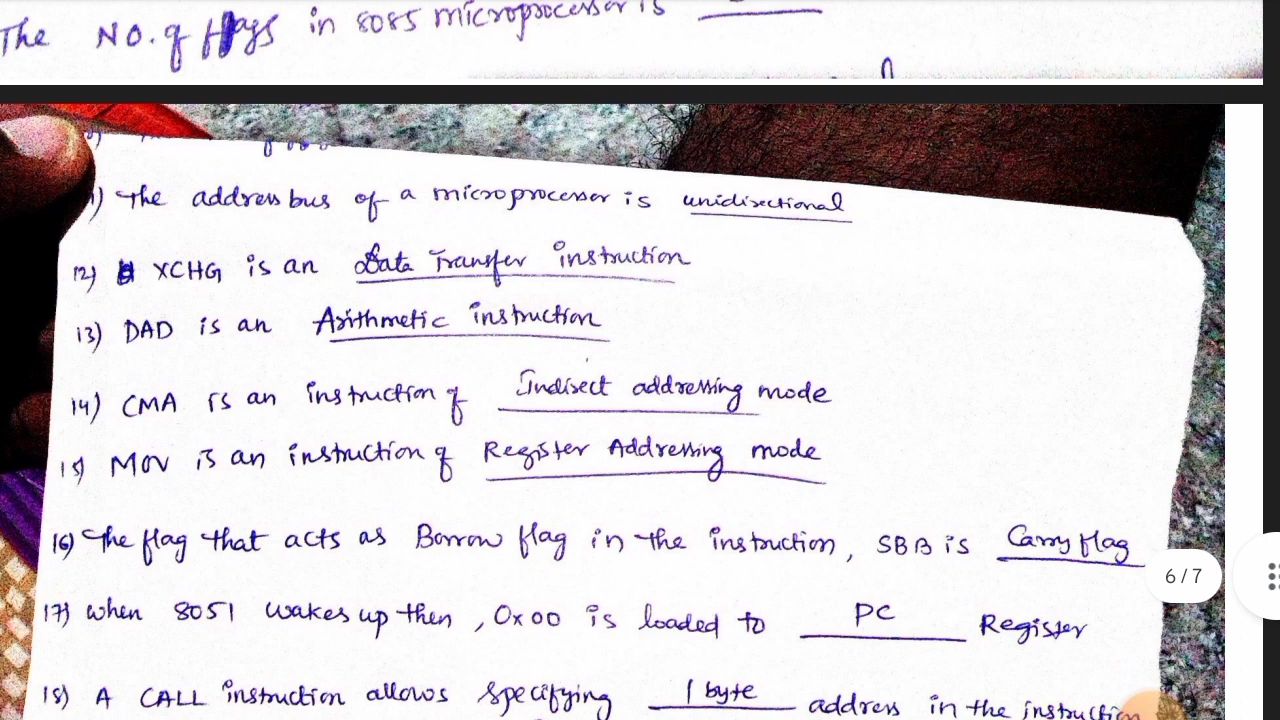 The No. of flags in 8085 microprocessor is
1) The address bus of a microprocessor is unidirectional
12) XCHG is an Data Transfer instruction
13) DAD is an Arithmetic instruction
14) CMA is an instruction of Indirect addressing mode
15) MOV is an instruction of Register Addressing mode
16) The flag that acts as Borrow flag in the instruction, SBB is Carry flag
17) when 8051 wakes up then, 0x00 is loaded to PC Register
6/7
18) A CALL instruction allows specifying 1 byte address in the instruction